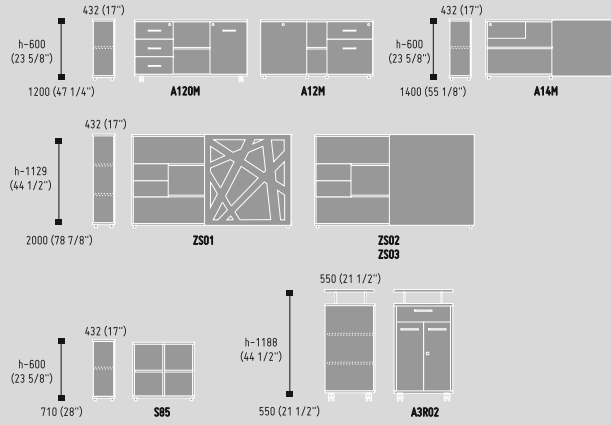 432 (17")
h-600
(23 5/8")
1200 (47 1/4")
A120M
A12M
432 (17")
h-600
(23 5/8")
1400 (55 1/8")
A14M
432 (17")
h-1129
(44 1/2")
2000 (78 7/8")
ZS01
ZS02
ZS03
432 (17")
h-600
(23 5/8")
710 (28")
S85
550 (21 1/2")
h-1188
(44 1/2")
550 (21 1/2")
A3R02